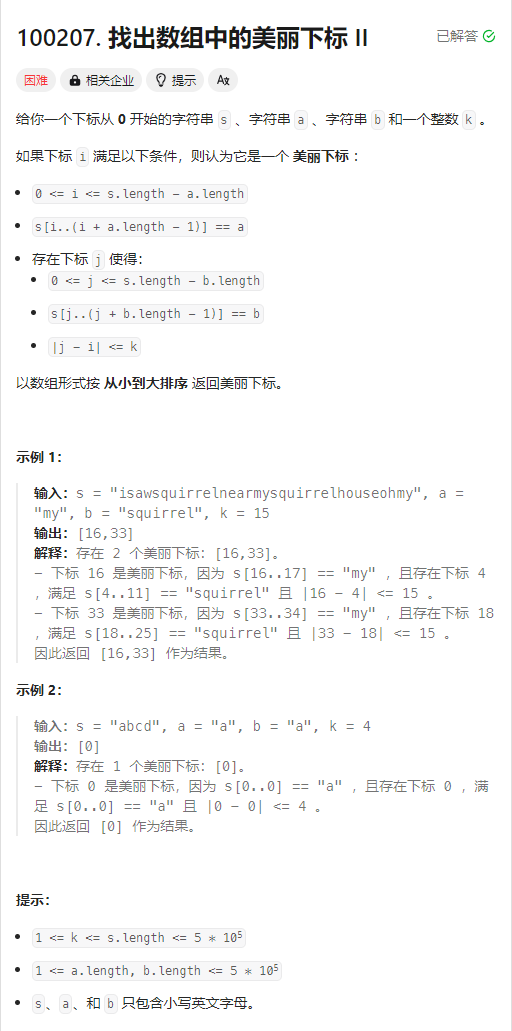 100207. 找出数组中的美丽下标 II
已解答
困难 相关企业 提示 Aあ
给你一个下标从 0 开始的字符串 s 、字符串 a 、字符串 b 和一个整数 k 。
如果下标 i 满足以下条件，则认为它是一个 美丽下标：
• 0 <= i <= s.length - a.length
• s[i..(i + a.length - 1)] == a
• 存在下标 j 使得：
• 0 <= j <= s.length - b.length
• s[j..(j + b.length - 1)] == b
• |j - i| <= k
以数组形式按 从小到大排序 返回美丽下标。
示例 1：
输入：s = "isawsquirrelnearmysquirrelhouseohmy", a =
"my", b = "squirrel", k = 15
输出：[16,33]
解释：存在 2 个美丽下标：[16,33]。
- 下标 16 是美丽下标，因为 s[16..17] == "my" ，且存在下标 4
，满足 s[4..11] == "squirrel" 且 |16 - 4| <= 15 。
- 下标 33 是美丽下标，因为 s[33..34] == "my" ，且存在下标 18
，满足 s[18..25] == "squirrel" 且 |33 - 18| <= 15 。
因此返回 [16,33] 作为结果。
示例 2：
输入：s = "abcd", a = "a", b = "a", k = 4
输出：[0]
解释：存在 1 个美丽下标：[0]。
- 下标 0 是美丽下标，因为 s[0..0] == "a" ，且存在下标 0 ，满
足 s[0..0] == "a" 且 |0 - 0| <= 4 。
因此返回 [0] 作为结果。
提示：
• 1 <= k <= s.length <= 5 * 10⁵
• 1 <= a.length, b.length <= 5 * 10⁵
• s、a、和 b 只包含小写英文字母。